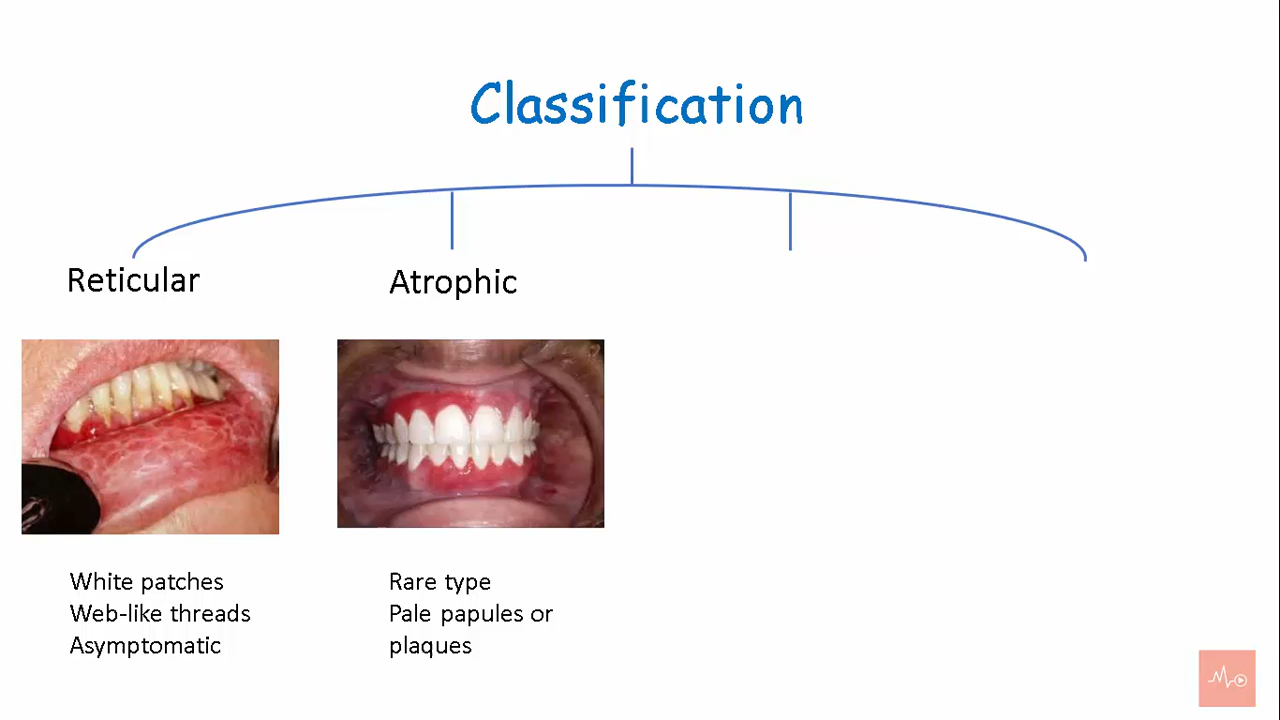 Classification
Reticular
Atrophic
White patches
Web-like threads
Asymptomatic
Rare type
Pale papules or
plaques